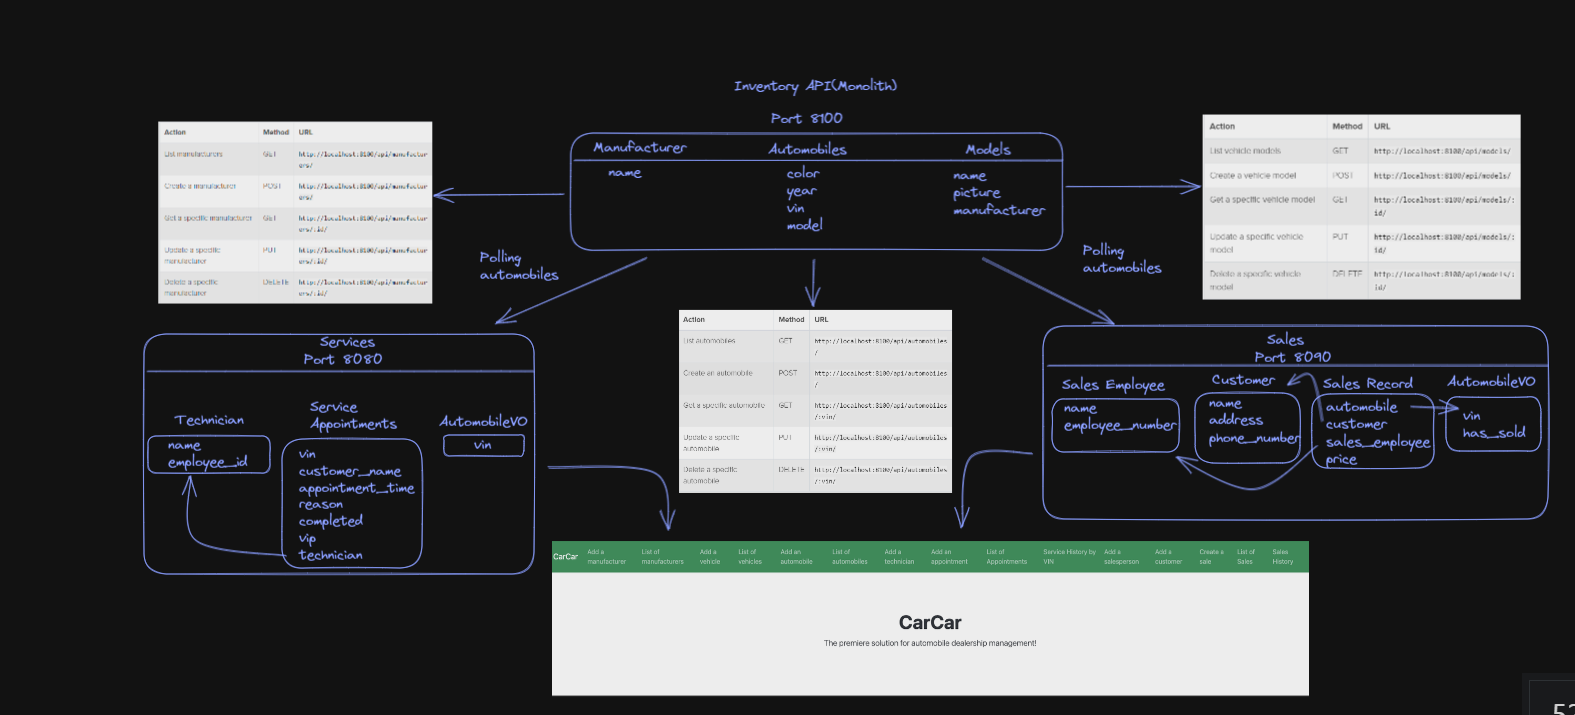 Inventory API(Monolith)
Port 8100
Manufacturer
name
Automobiles
color
year
vin
model
Models
name
picture
manufacturer
Action Method URL
List manufacturers GET http://localhost:8100/api/manufactur
ers/
Create a manufacturer POST http://localhost:8100/api/manufactur
ers/
Get a specific manufacturer GET http://localhost:8100/api/manufactur
ers/:id/
Update a specific
manufacturer PUT http://localhost:8100/api/manufactur
ers/:id/
Delete a specific
manufacturer DELETE http://localhost:8100/api/manufactur
ers/:id/
Action Method URL
List vehicle models GET http://localhost:8100/api/models/
Create a vehicle model POST http://localhost:8100/api/models/
Get a specific vehicle model GET http://localhost:8100/api/models/:
id/
Update a specific vehicle
model PUT http://localhost:8100/api/models/:
id/
Delete a specific vehicle
model DELETE http://localhost:8100/api/models/:
id/
Polling
automobiles
Polling
automobiles
Action Method URL
List automobiles GET http://localhost:8100/api/automobiles
/
Create an automobile POST http://localhost:8100/api/automobiles
/
Get a specific automobile GET http://localhost:8100/api/automobiles
/:vin/
Update a specific
automobile PUT http://localhost:8100/api/automobiles
/:vin/
Delete a specific
automobile DELETE http://localhost:8100/api/automobiles
/:vin/
Services
Port 8080
Technician
name
employee_id
Service
Appointments
vin
customer_name
appointment_time
reason
completed
vip
technician
AutomobileVO
vin
Sales
Port 8090
Sales Employee
name
employee_number
Customer
name
address
phone_number
Sales Record
automobile
customer
sales_employee
price
AutomobileVO
vin
has_sold
CarCar
Add a
manufacturer
List of
manufacturers
Add a
vehicle
List of
vehicles
Add an
automobile
List of
automobiles
Add a
technician
Add an
appointment
List of
Appointments
Service History by
VIN
Add a
salesperson
Add a
customer
Create a
sale
List of
Sales
Sales
History
CarCar
The premiere solution for automobile dealership management!